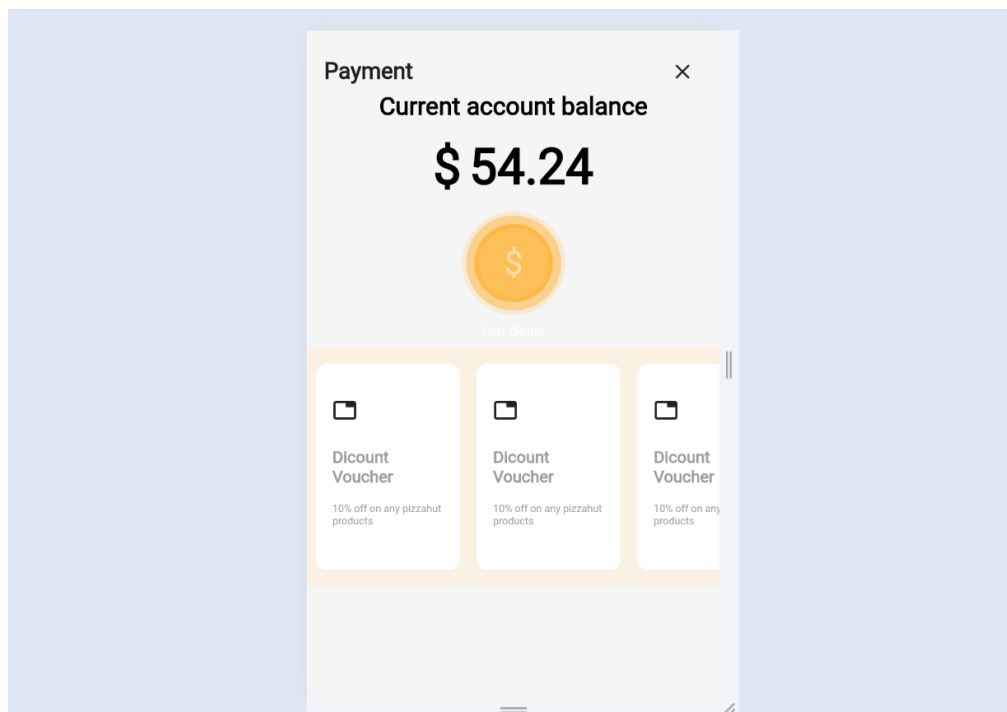 Payment
Current account balance
$ 54.24
$
Hot Deals
Dicount
Voucher
10% off on any pizzahut
products
Dicount
Voucher
10% off on any pizzahut
products
Dicount
Voucher
10% off on any
products